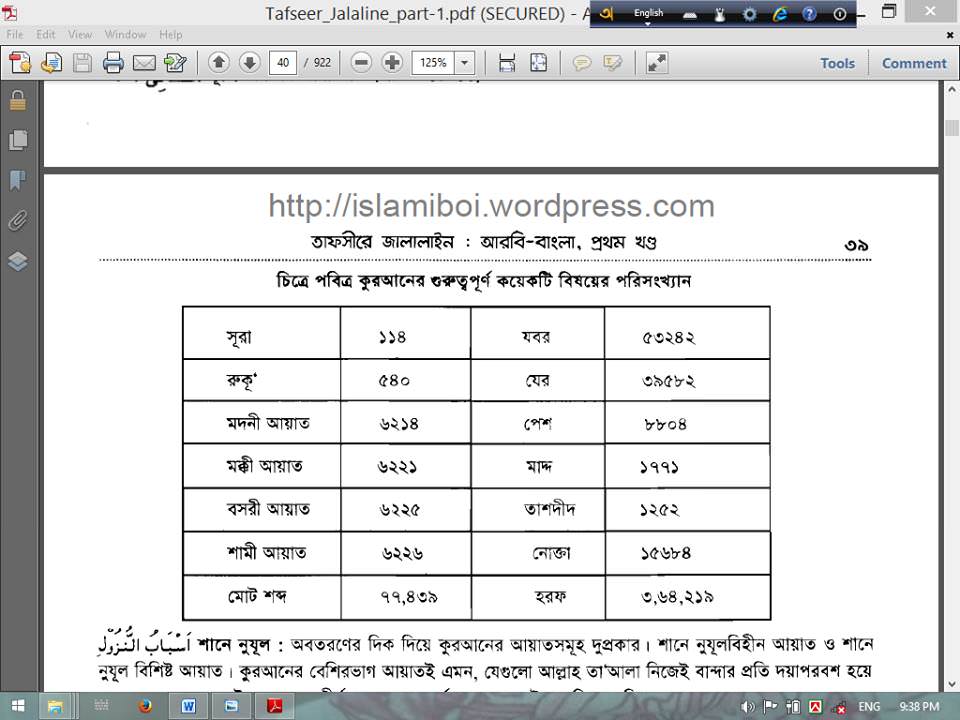 Tafseer_Jalaline_part-1.pdf (SECURED) - A
English
File Edit View Window Help
40 / 922 125% Tools Comment
http://islamiboi.wordpress.com
তাফসীরে জালালাইন : আরবি-বাংলা, প্রথম খণ্ড ৩৯
চিত্রে পবিত্র কুরআনের গুরুত্বপূর্ণ কয়েকটি বিষয়ের পরিসংখ্যান
সূরা ১১৪ যবর ৫৩২৪২
রুকূ' ৫৪০ যের ৩৯৫৮২
মদনী আয়াত ৬২১৪ পেশ ৮৮০৪
মক্কী আয়াত ৬২২১ মাদ্দ ১৭৭১
বসরী আয়াত ৬২২৫ তাশদীদ ১২৫২
শামী আয়াত ৬২২৬ নোক্তা ১৫৬৮৪
মোট শব্দ ৭৭,৪৩৯ হরফ ৩,৬৪,২১৯
اَسْبَابُ النُّزُوْلِ শানে নুযূল : অবতরণের দিক দিয়ে কুরআনের আয়াতসমূহ দুপ্রকার। শানে নুযূলবিহীন আয়াত ও শানে
নুযূল বিশিষ্ট আয়াত। কুরআনের বেশিরভাগ আয়াতই এমন, যেগুলো আল্লাহ তা'আলা নিজেই বান্দার প্রতি দয়াপরবশ হয়ে
ENG 9:38 PM